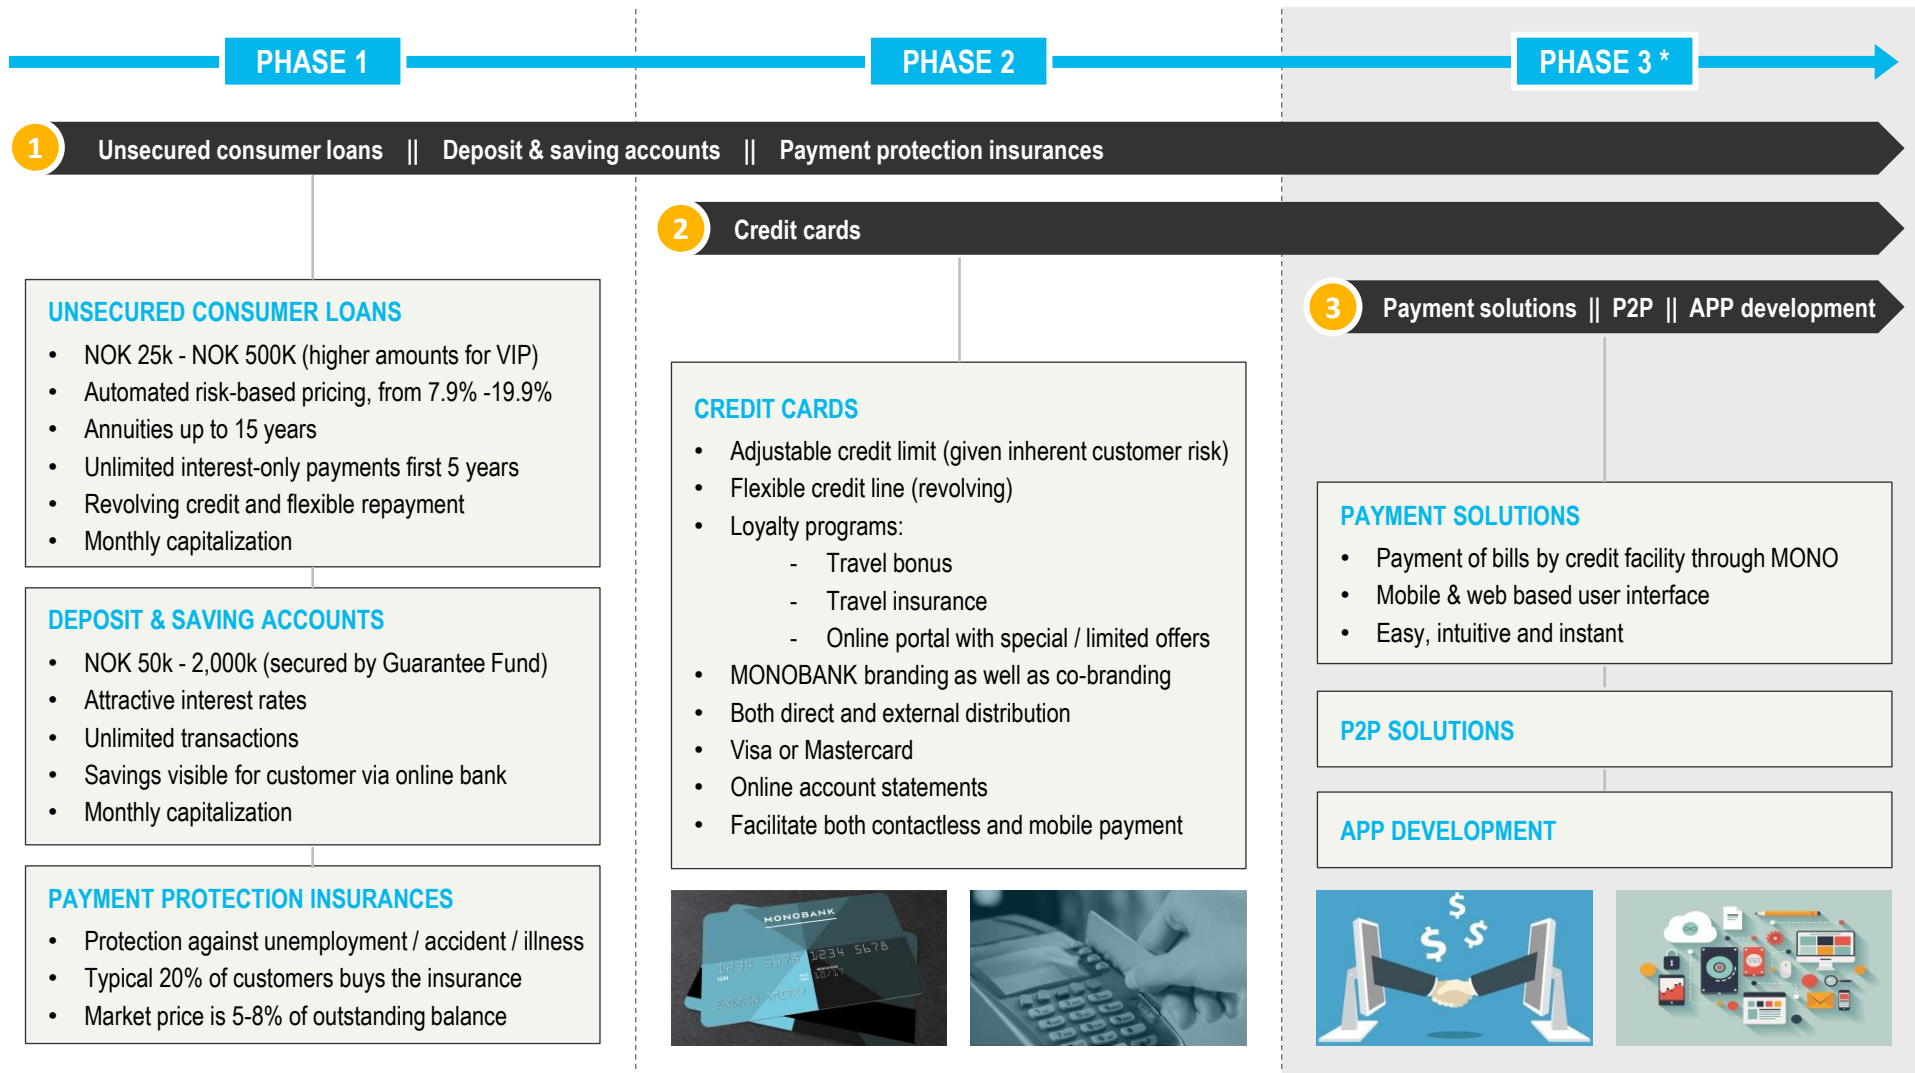 PHASE 1
PHASE 2
PHASE 3 *
1
Unsecured consumer loans || Deposit & saving accounts || Payment protection insurances
2
Credit cards
3
Payment solutions || P2P || APP development
UNSECURED CONSUMER LOANS
• NOK 25k - NOK 500K (higher amounts for VIP)
• Automated risk-based pricing, from 7.9% -19.9%
• Annuities up to 15 years
• Unlimited interest-only payments first 5 years
• Revolving credit and flexible repayment
• Monthly capitalization
DEPOSIT & SAVING ACCOUNTS
• NOK 50k - 2,000k (secured by Guarantee Fund)
• Attractive interest rates
• Unlimited transactions
• Savings visible for customer via online bank
• Monthly capitalization
PAYMENT PROTECTION INSURANCES
• Protection against unemployment / accident / illness
• Typical 20% of customers buys the insurance
• Market price is 5-8% of outstanding balance
CREDIT CARDS
• Adjustable credit limit (given inherent customer risk)
• Flexible credit line (revolving)
• Loyalty programs:
- Travel bonus
- Travel insurance
- Online portal with special / limited offers
• MONOBANK branding as well as co-branding
• Both direct and external distribution
• Visa or Mastercard
• Online account statements
• Facilitate both contactless and mobile payment
MONOBANK
1234 5678 1234 5678
PAYMENT SOLUTIONS
• Payment of bills by credit facility through MONO
• Mobile & web based user interface
• Easy, intuitive and instant
P2P SOLUTIONS
APP DEVELOPMENT
$
$ $
SSD